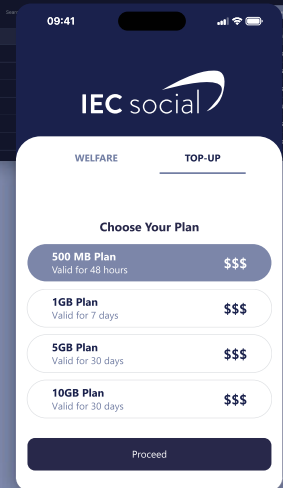 Sear
09:41
IEC social
WELFARE
TOP-UP
Choose Your Plan
500 MB Plan
Valid for 48 hours
$$$
1GB Plan
Valid for 7 days
$$$
5GB Plan
Valid for 30 days
$$$
10GB Plan
Valid for 30 days
$$$
Proceed